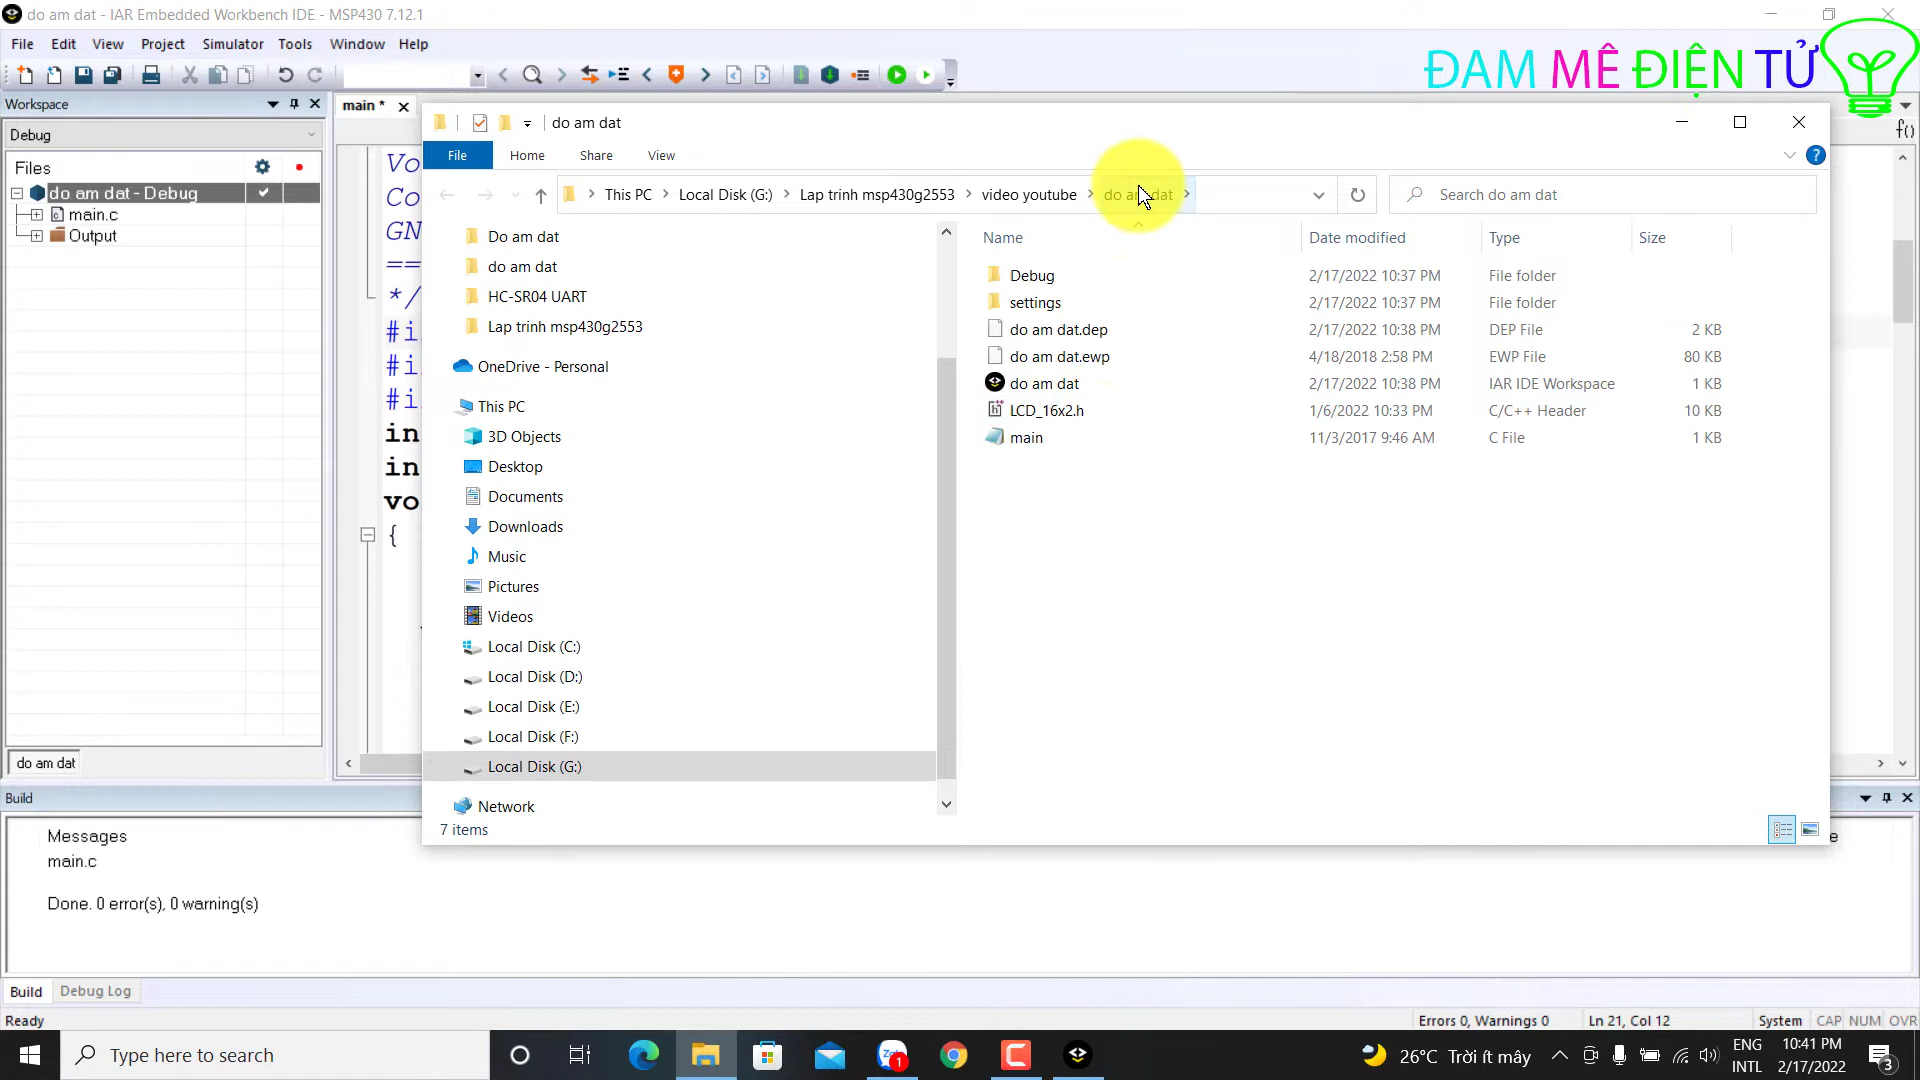 do am dat - IAR Embedded Workbench IDE - MSP430 7.12.1
File Edit View Project Simulator Tools Window Help
ĐAM MÊ ĐIỆN TỬ
Workspace
main *
Debug
Files
do am dat - Debug
main.c
Output
do am dat
Vo
Co
GN
==
*/
#i
#i
#i
in
in
vo
{
do am dat
File Home Share View
This PC Local Disk (G:) Lap trinh msp430g2553 video youtube do am dat
Search do am dat
Do am dat
do am dat
HC-SR04 UART
Lap trinh msp430g2553
OneDrive - Personal
This PC
3D Objects
Desktop
Documents
Downloads
Music
Pictures
Videos
Local Disk (C:)
Local Disk (D:)
Local Disk (E:)
Local Disk (F:)
Local Disk (G:)
Network
7 items
Name Date modified Type Size
Debug 2/17/2022 10:37 PM File folder
settings 2/17/2022 10:37 PM File folder
do am dat.dep 2/17/2022 10:38 PM DEP File 2 KB
do am dat.ewp 4/18/2018 2:58 PM EWP File 80 KB
do am dat 2/17/2022 10:38 PM IAR IDE Workspace 1 KB
LCD_16x2.h 1/6/2022 10:33 PM C/C++ Header 10 KB
main 11/3/2017 9:46 AM C File 1 KB
Build
Messages
main.c
Done. 0 error(s), 0 warning(s)
Build Debug Log
Ready
Errors 0, Warnings 0 Ln 21, Col 12 System CAP NUM OVR
Type here to search
26°C Trời ít mây
ENG
INTL
10:41 PM
2/17/2022
3